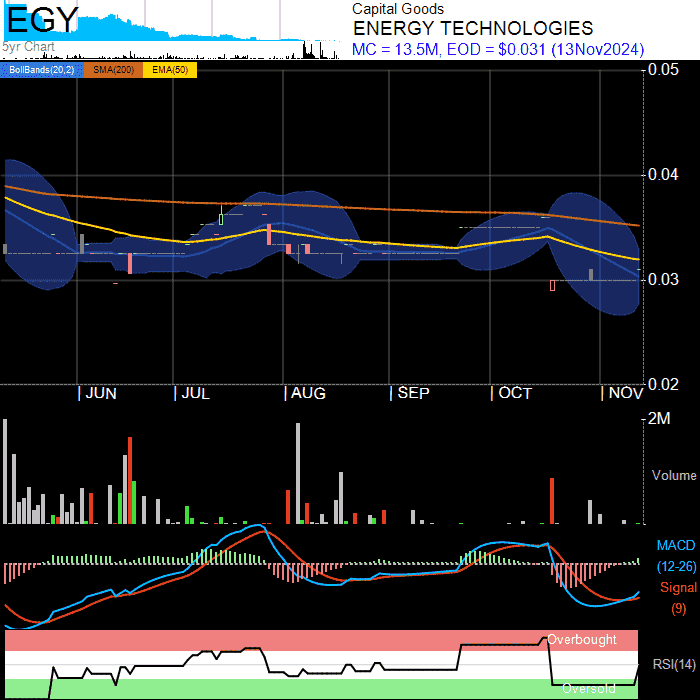 EGY
5yr Chart
Capital Goods
ENERGY TECHNOLOGIES
MC = 13.5M, EOD = $0.031 (13Nov2024)
BollBands(20,2) SMA(200) EMA(50)
0.05
0.04
0.03
0.02
| JUN | JUL | AUG | SEP | OCT | NOV
2M
Volume
MACD
(12-26)
Signal
(9)
Overbought
RSI(14)
Oversold